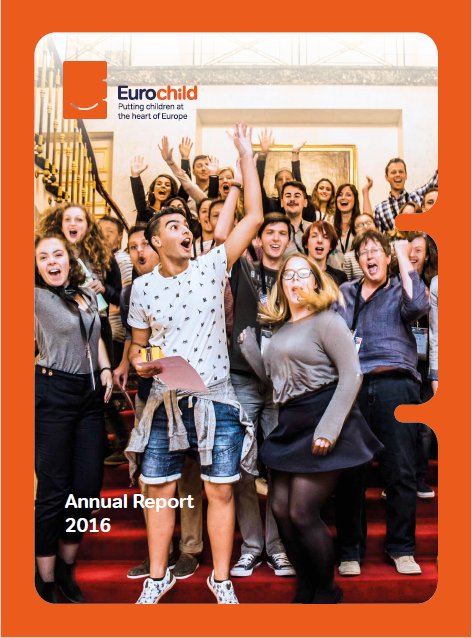 Eurochild
Putting children at
the heart of Europe
Annual Report
2016